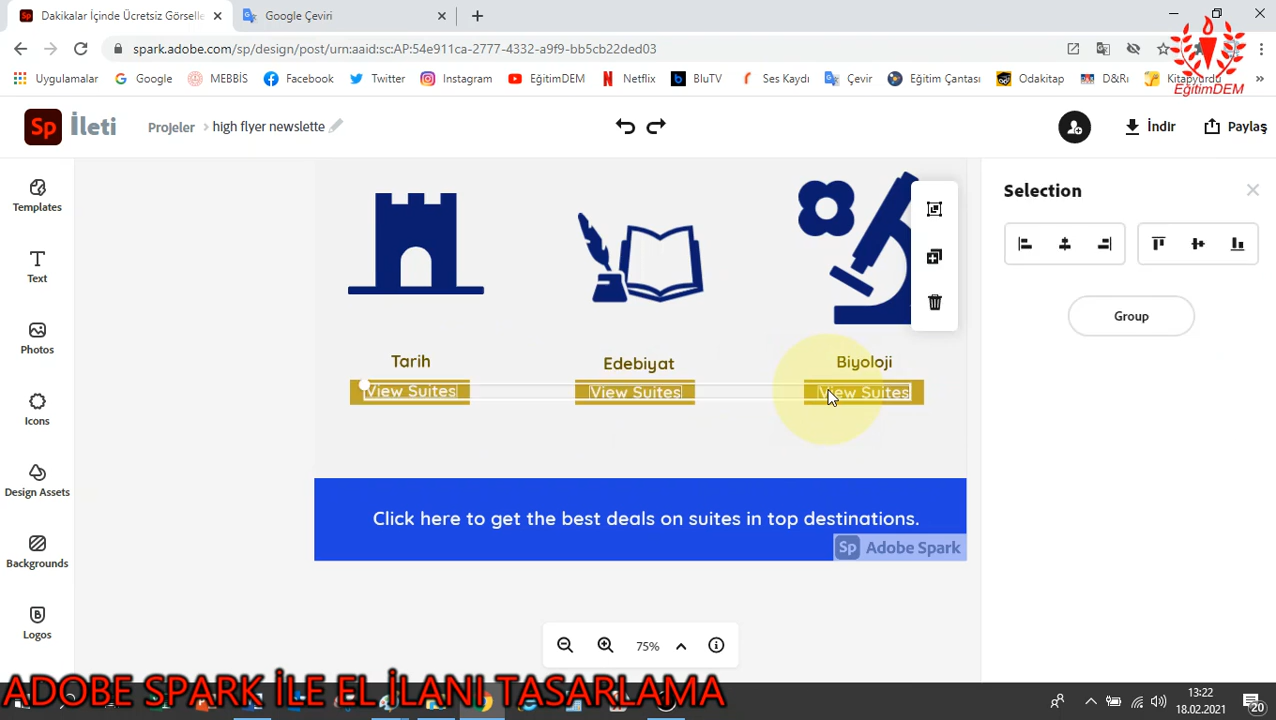 Dakikalar İçinde Ücretsiz Görselle
Google Çeviri
spark.adobe.com/sp/design/post/urn:aaid:sc:AP:54e911ca-2777-4332-a9f9-bb5cb22ded03
Uygulamalar Google MEBBİS Facebook Twitter Instagram EğitimDEM Netflix BluTV Ses Kaydı Çevir Eğitim Çantası Odakitap D&R Kitapyurdu
EğitimDEM
Sp İleti Projeler high flyer newslette İndir Paylaş
Templates
Text
Photos
Icons
Design Assets
Backgrounds
Logos
Selection
Group
Tarih Edebiyat Biyoloji
View Suites View Suites View Suites
Click here to get the best deals on suites in top destinations.
Sp Adobe Spark
75%
ADOBE SPARK İLE EL İLANI TASARLAMA
13:22
18.02.2021
20